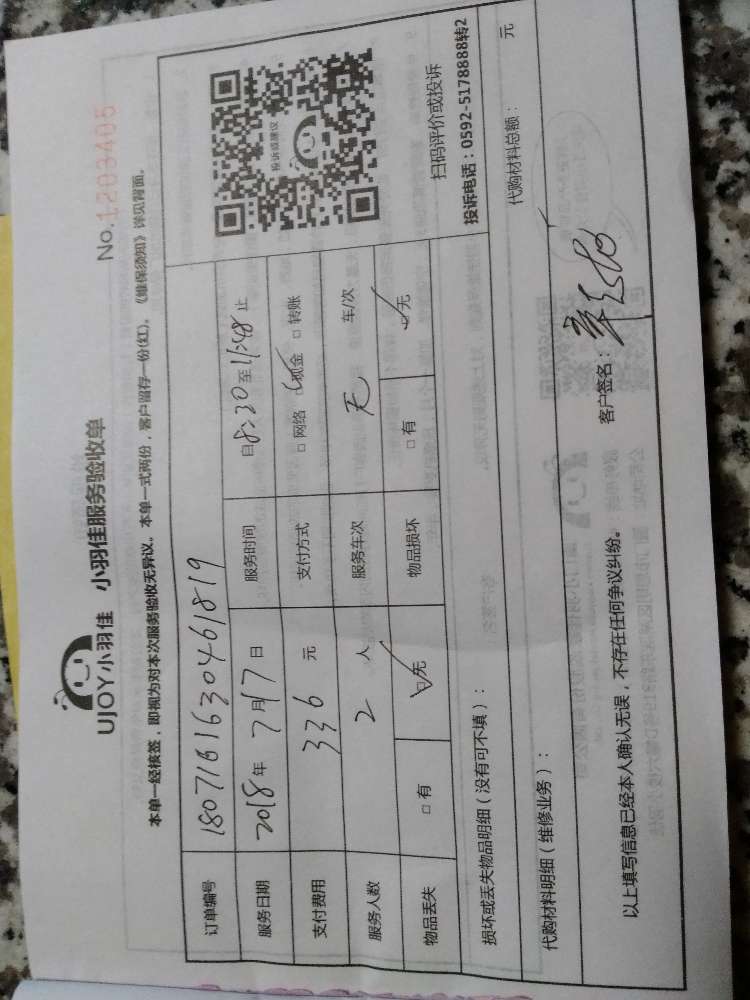 UJOY小羽佳 小羽佳服务验收单 No.1203405
本单一经核签，即视为对本次服务验收无异议。本单一式两份，客户留存一份(红)。《维保须知》详见背面。
订单编号 1807161630461819
服务日期 2018年7月17日 服务时间 自8:30至11:48止
支付费用 336元 支付方式 □网络 □现金 □转账
服务人数 2人 服务车次 无 车/次
物品丢失 □有 □无 物品损坏 □有 □无
投诉或建议
扫码评价或投诉
投诉电话：0592-5178888转2
损坏或丢失物品明细（没有可不填）：
代购材料明细（维修业务）： 代购材料总额： 元
以上填写信息已经本人确认无误，不存在任何争议纠纷。 客户签名：